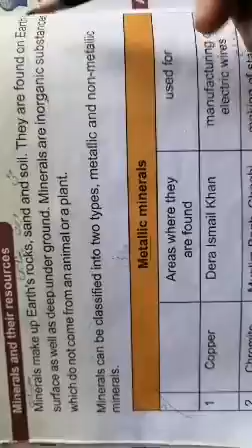 Minerals and their resources
Minerals make up Earth's rocks, sand and soil. They are found on Earth
surface as well as deep under ground. Minerals are inorganic substance
which do not come from an animal or a plant.
Minerals can be classified into two types, metallic and non-metallic
minerals.
Metallic minerals
Areas where they are found
used for
1 Copper Dera Ismail Khan manufacturing electric wires
2 Chromite